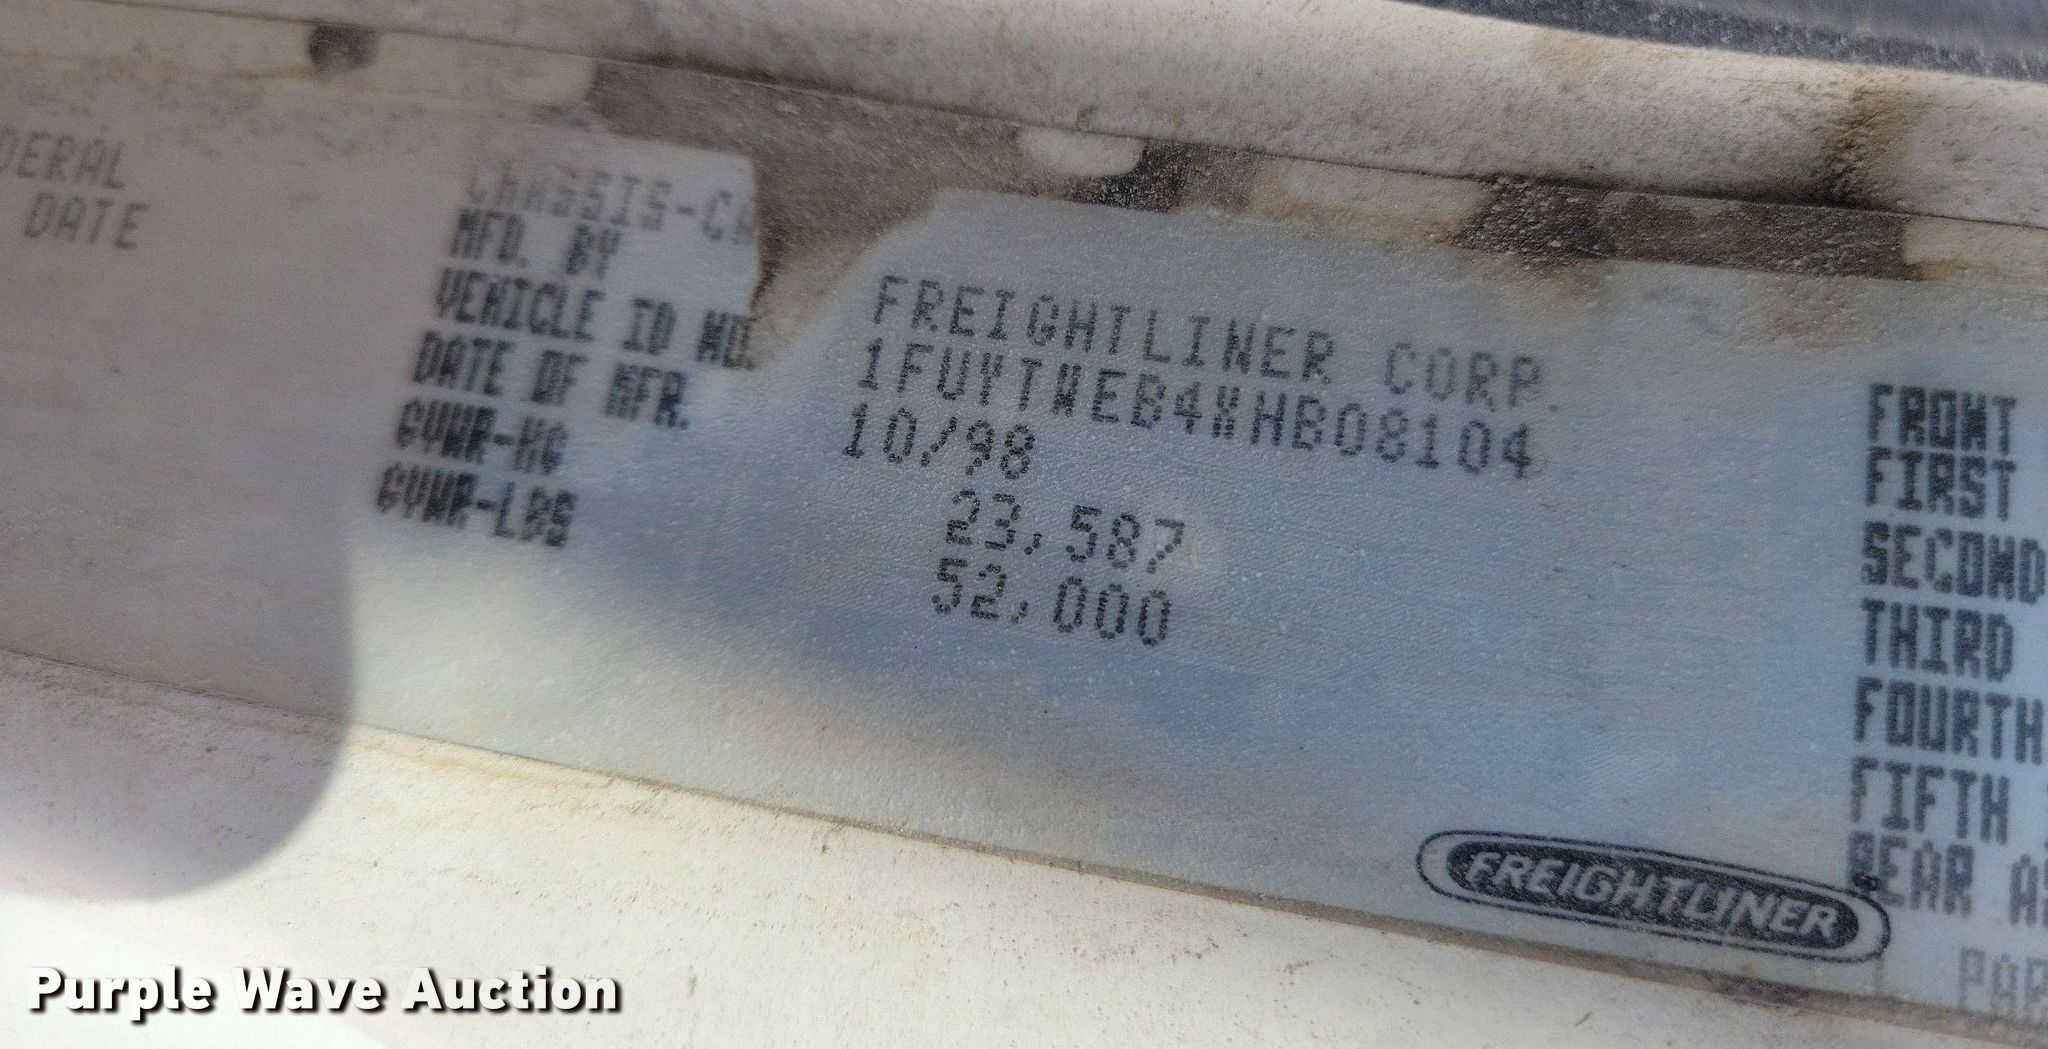 DERAL
DATE
CHASSIS-CA
MFD. BY FREIGHTLINER CORP.
VEHICLE ID NO. 1FUYTWEB4XHB08104
DATE OF MFR. 10/98
GVWR-KG 23,587
GVWR-LBS 52,000
FRONT
FIRST
SECOND
THIRD
FOURTH
FIFTH
REAR
PAR
FREIGHTLINER
Purple Wave Auction